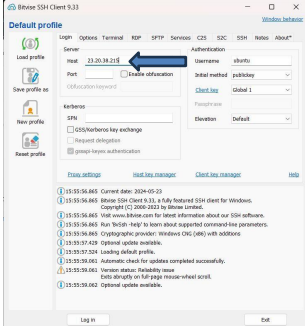 Bitvise SSH Client 9.33
Window behavior
Default profile
Load profile
Save profile as
New profile
Reset profile
Login Options Terminal RDP SFTP Services C2S S2C SSH Notes About*
Server
Host 23.20.38.215
Port Enable obfuscation
Obfuscation keyword
Kerberos
SPN
GSS/Kerberos key exchange
Request delegation
gssapi-keyex authentication
Authentication
Username ubuntu
Initial method publickey
Client key Global 1
Passphrase
Elevation Default
Proxy settings Host key manager Client key manager Help
15:55:56.865 Current date: 2024-05-23
15:55:56.865 Bitvise SSH Client 9.33, a fully featured SSH client for Windows.
Copyright (C) 2000-2023 by Bitvise Limited.
15:55:56.865 Visit www.bitvise.com for latest information about our SSH software.
15:55:56.865 Run 'BvSsh -help' to learn about supported command-line parameters.
15:55:56.865 Cryptographic provider: Windows CNG (x86) with additions
15:55:57.429 Optional update available.
15:55:57.524 Loading default profile.
15:55:59.061 Automatic check for updates completed successfully.
15:55:59.061 Version status: Reliability issue
Exits abruptly on full-page mouse-wheel scroll.
15:55:59.062 Optional update available.
Log in Exit